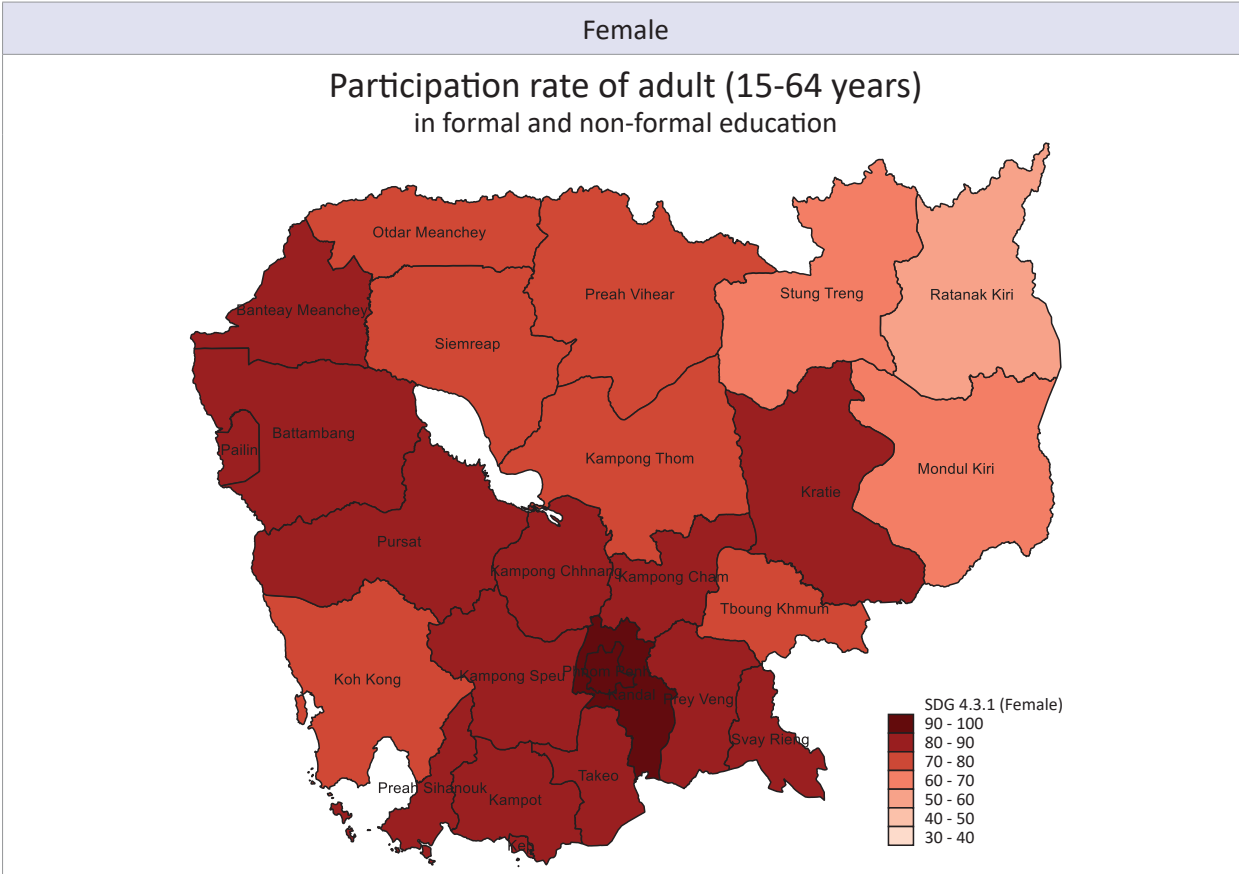 Female
Participation rate of adult (15-64 years)
in formal and non-formal education
Otdar Meanchey
Banteay Meanchey
Preah Vihear
Stung Treng
Ratanak Kiri
Siemreap
Battambang
Pailin
Kampong Thom
Mondul Kiri
Kratie
Pursat
Kampong Chhnang
Kampong Cham
Tboung Khmum
Koh Kong
Kampong Speu
Phnom Penh
Kandal
Prey Veng
Svay Rieng
Takeo
Preah Sihanouk
Kampot
Kep
SDG 4.3.1 (Female)
90 - 100
80 - 90
70 - 80
60 - 70
50 - 60
40 - 50
30 - 40